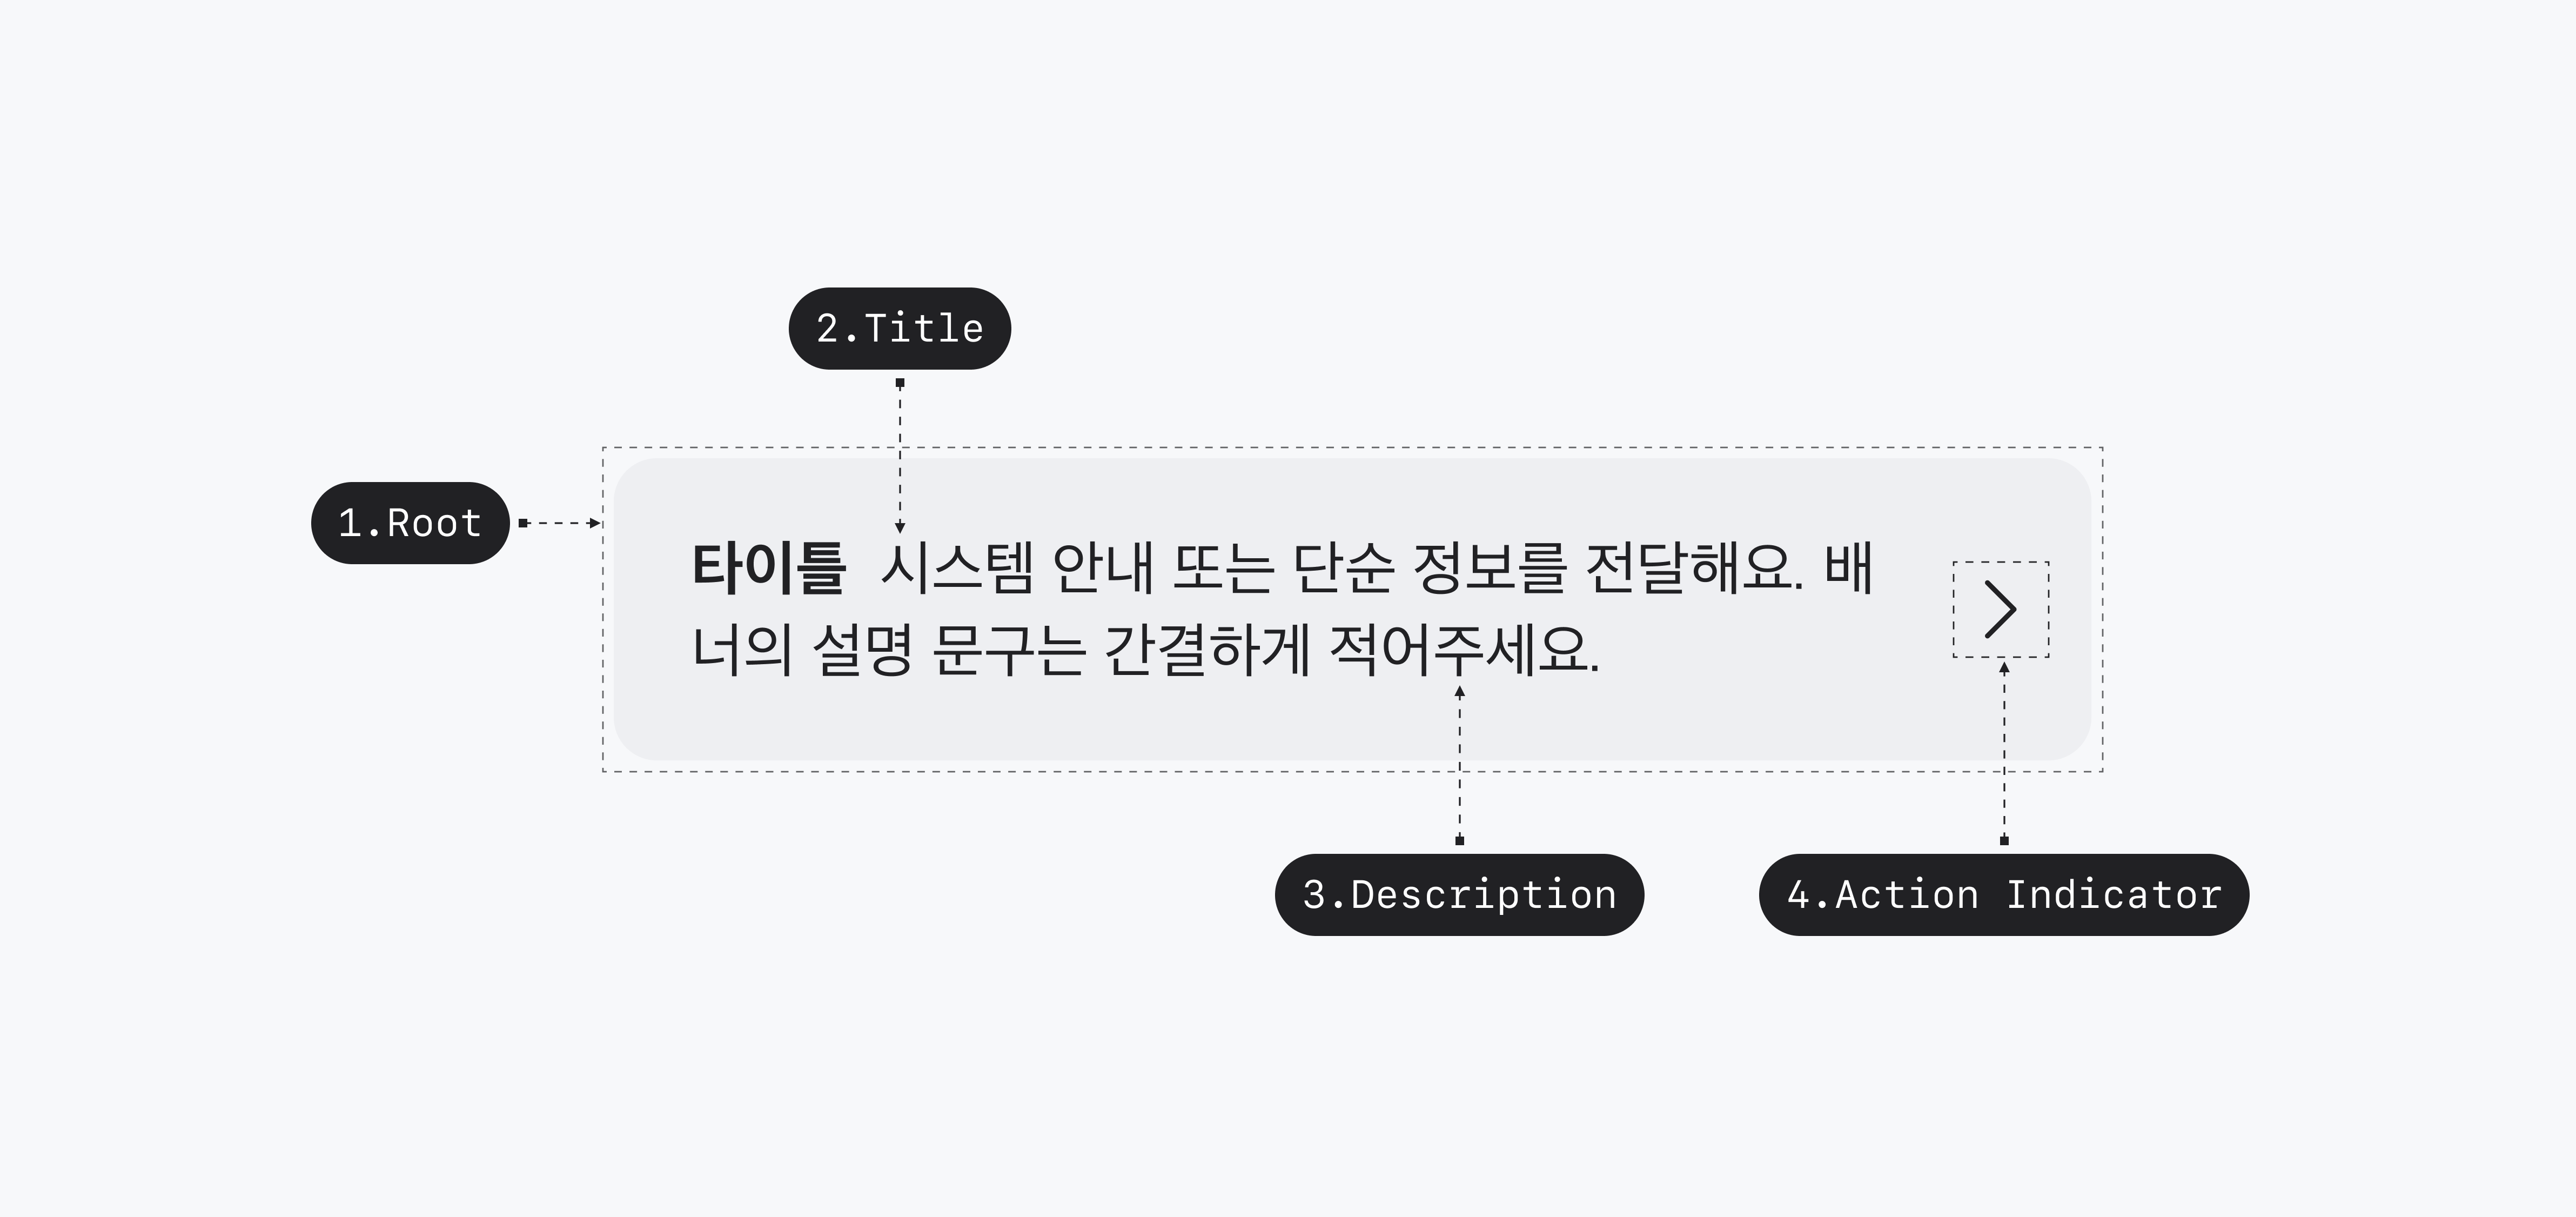 2.Title
1.Root
타이틀 시스템 안내 또는 단순 정보를 전달해요. 배
너의 설명 문구는 간결하게 적어주세요.
3.Description
4.Action Indicator